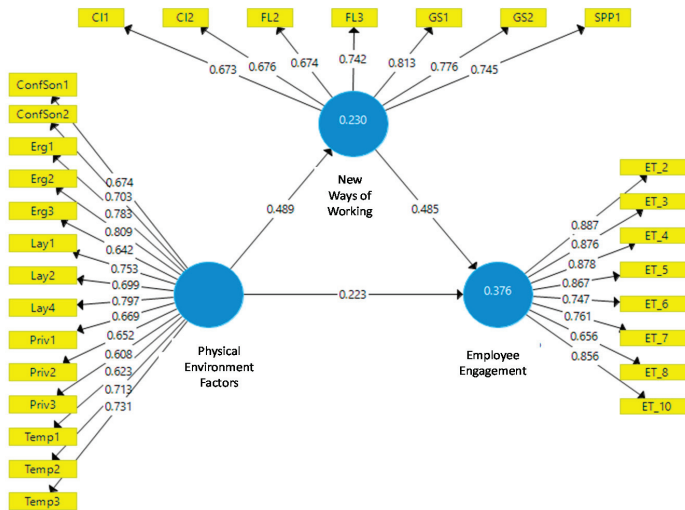 CI1
CI2
FL2
FL3
GS1
GS2
SPP1
0.673
0.676
0.674
0.742
0.813
0.776
0.745
0.230
New
Ways of
Working
ConfSon1
ConfSon2
Erg1
Erg2
Erg3
Lay1
Lay2
Lay4
Priv1
Priv2
Priv3
Temp1
Temp2
Temp3
0.674
0.703
0.783
0.809
0.642
0.753
0.699
0.797
0.669
0.652
0.608
0.623
0.713
0.731
Physical
Environment
Factors
0.489
0.485
0.223
0.376
Employee
Engagement
0.887
0.876
0.878
0.867
0.747
0.761
0.656
0.856
ET_2
ET_3
ET_4
ET_5
ET_6
ET_7
ET_8
ET_10